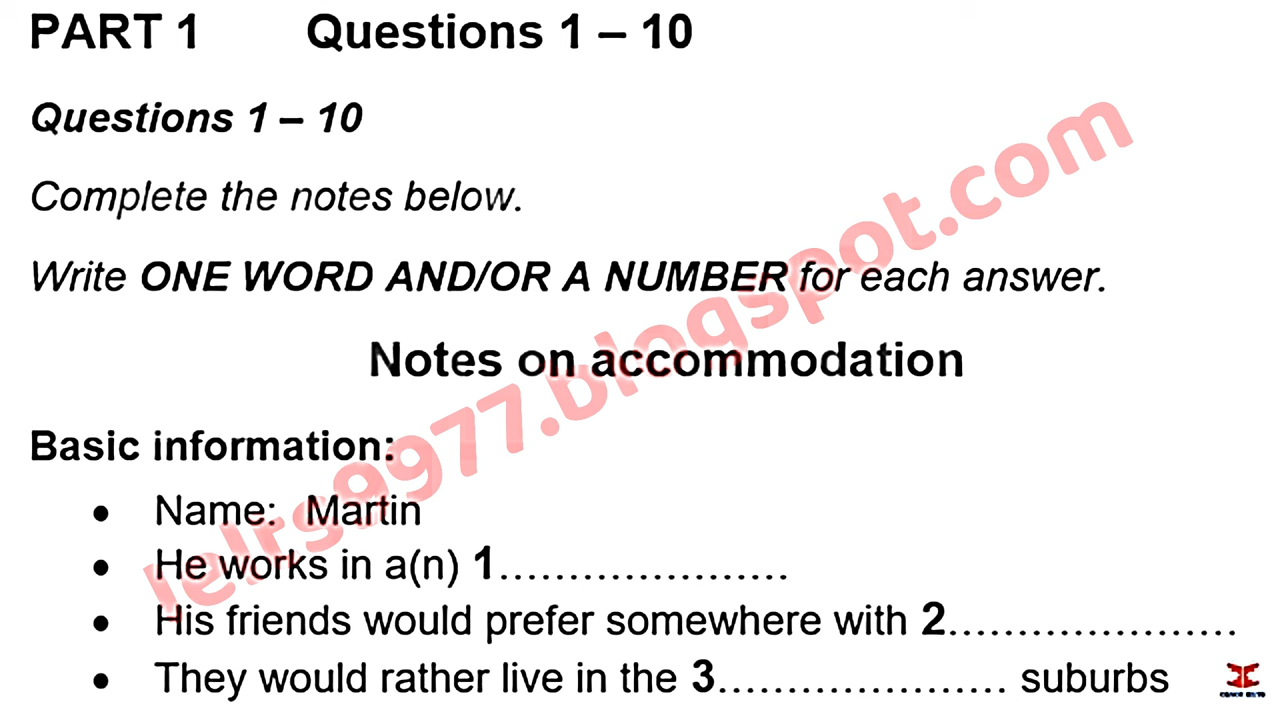 PART 1 Questions 1 – 10
Questions 1 – 10
Complete the notes below.
Write ONE WORD AND/OR A NUMBER for each answer.
Notes on accommodation
Basic information:
• Name: Martin
• He works in a(n) 1.....................
• His friends would prefer somewhere with 2.....................
• They would rather live in the 3..................... suburbs
Ielrs9977.blogspot.com